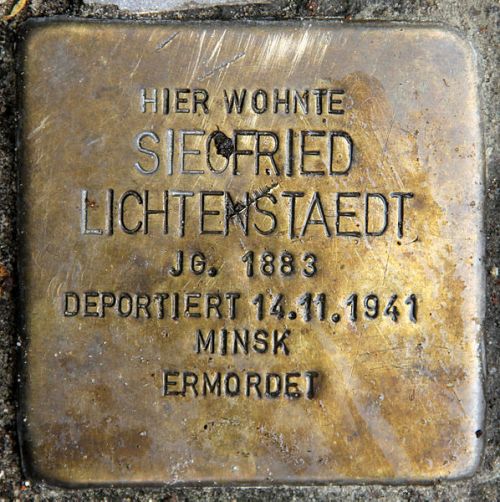 HIER WOHNTE
SIEGFRIED
LICHTENSTAEDT
JG. 1883
DEPORTIERT 14.11.1941
MINSK
ERMORDET